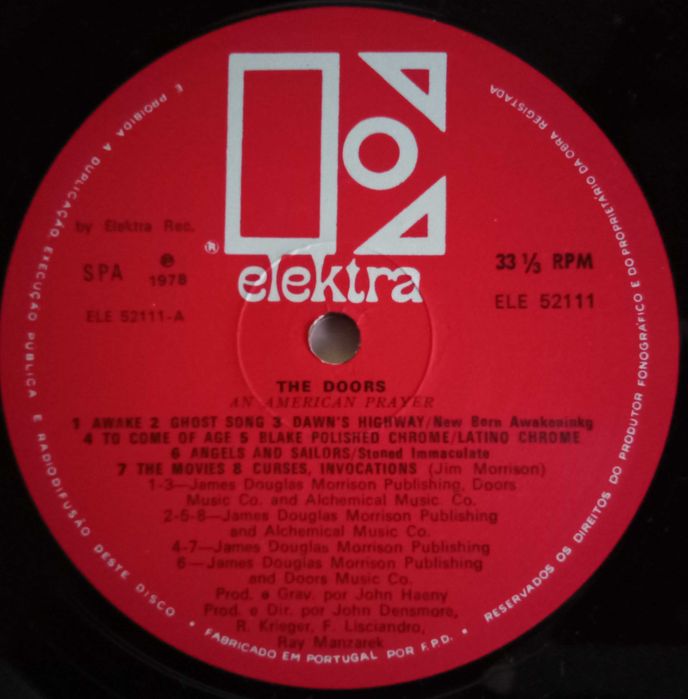 É PROIBIDA A DUPLICAÇÃO, EXECUÇÃO PÚBLICA E RADIODIFUSÃO DESTE DISCO • FABRICADO EM PORTUGAL POR F.P.D. • RESERVADOS OS DIREITOS DO PRODUTOR FONOGRÁFICO E DO PROPRIETÁRIO DA OBRA REGISTADA
by Elektra Rec.
®
elektra
SPA ℗ 1978
33 ⅓ RPM
ELE 52111-A
ELE 52111
THE DOORS
AN AMERICAN PRAYER
1 AWAKE 2 GHOST SONG 3 DAWN'S HIGHWAY/New Born Awakeninkg
4 TO COME OF AGE 5 BLAKE POLISHED CHROME/LATINO CHROME
6 ANGELS AND SAILORS/Stoned Immaculate
7 THE MOVIES 8 CURSES, INVOCATIONS (Jim Morrison)
1-3—James Douglas Morrison Publishing, Doors
Music Co. and Alchemical Music. Co.
2-5-8—James Douglas Morrison Publishing
and Alchemical Music Co.
4-7—James Douglas Morrison Publishing
6—James Douglas Morrison Publishing
and Doors Music Co.
Prod. e Grav. por John Haeny
Prod. e Dir. por John Densmore,
R. Krieger, F. Lisciandro,
Ray Manzarek